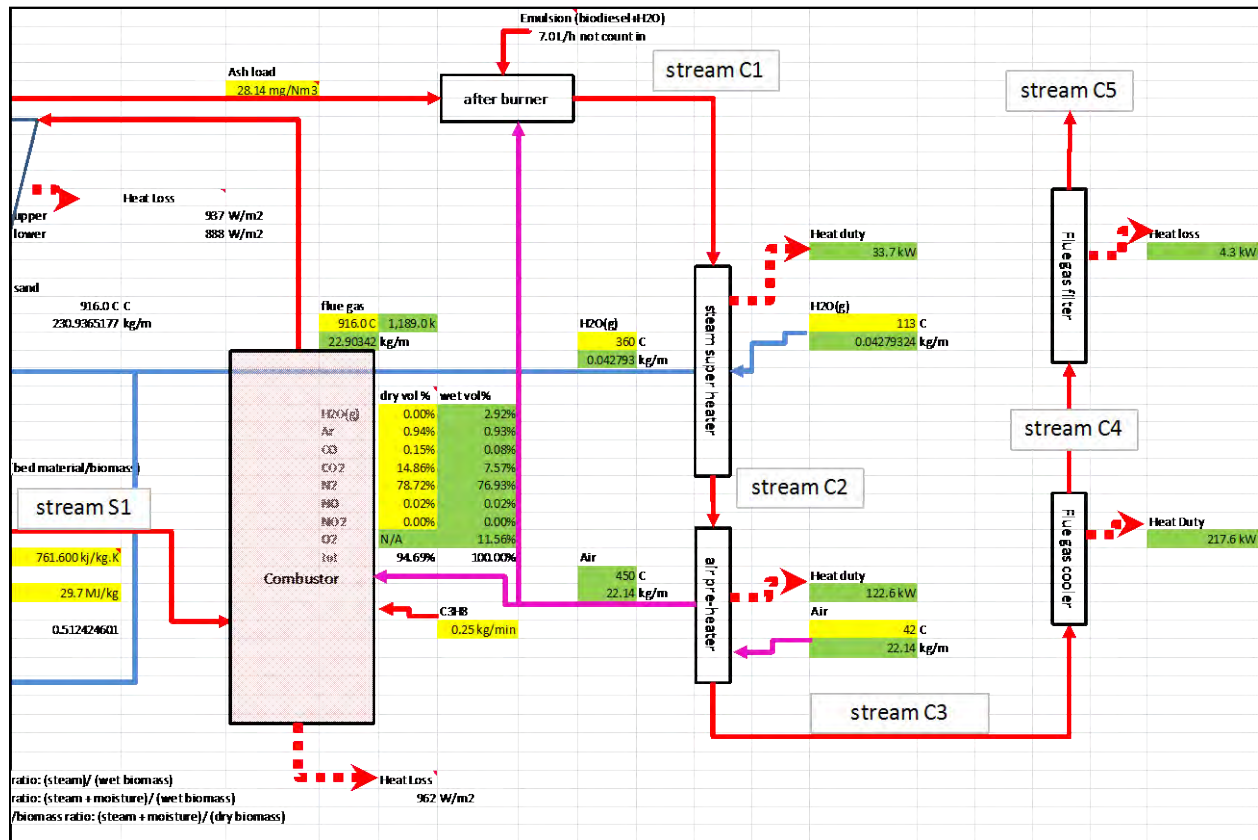 Emulsion (biodiesel+H2O)
7.0 L/h not count in
stream C1
Ash load
28.14 mg/Nm3
after burner
stream C5
Heat Loss
upper 937 W/m2
lower 888 W/m2
Heat duty
33.7 kW
Flue gas filter
Heat loss
4.3 kW
sand
916.0 C C
230.9365177 kg/m
flue gas
916.0 C 1,189.0 k
22.90342 kg/m
H2O(g)
360 C
0.042793 kg/m
steam super heater
H2O(g)
113 C
0.04279324 kg/m
dry vol % wet vol%
H2O(g) 0.00% 2.92%
Ar 0.94% 0.93%
CO 0.15% 0.08%
CO2 14.86% 7.57%
N2 78.72% 76.93%
NO 0.02% 0.02%
NO2 0.00% 0.00%
O2 N/A 11.56%
tot 94.69% 100.00%
Combustor
stream C4
(bed material/biomass)
stream S1
stream C2
Flue gas cooler
Heat Duty
217.6 kW
761.600 kj/kg.K
29.7 MJ/kg
0.512424601
Air
450 C
22.14 kg/m
air pre-heater
Heat duty
122.6 kW
Air
42 C
22.14 kg/m
C3H8
0.25 kg/min
stream C3
Heat Loss
962 W/m2
ratio: (steam)/ (wet biomass)
ratio: (steam + moisture)/ (wet biomass)
/biomass ratio: (steam + moisture)/ (dry biomass)